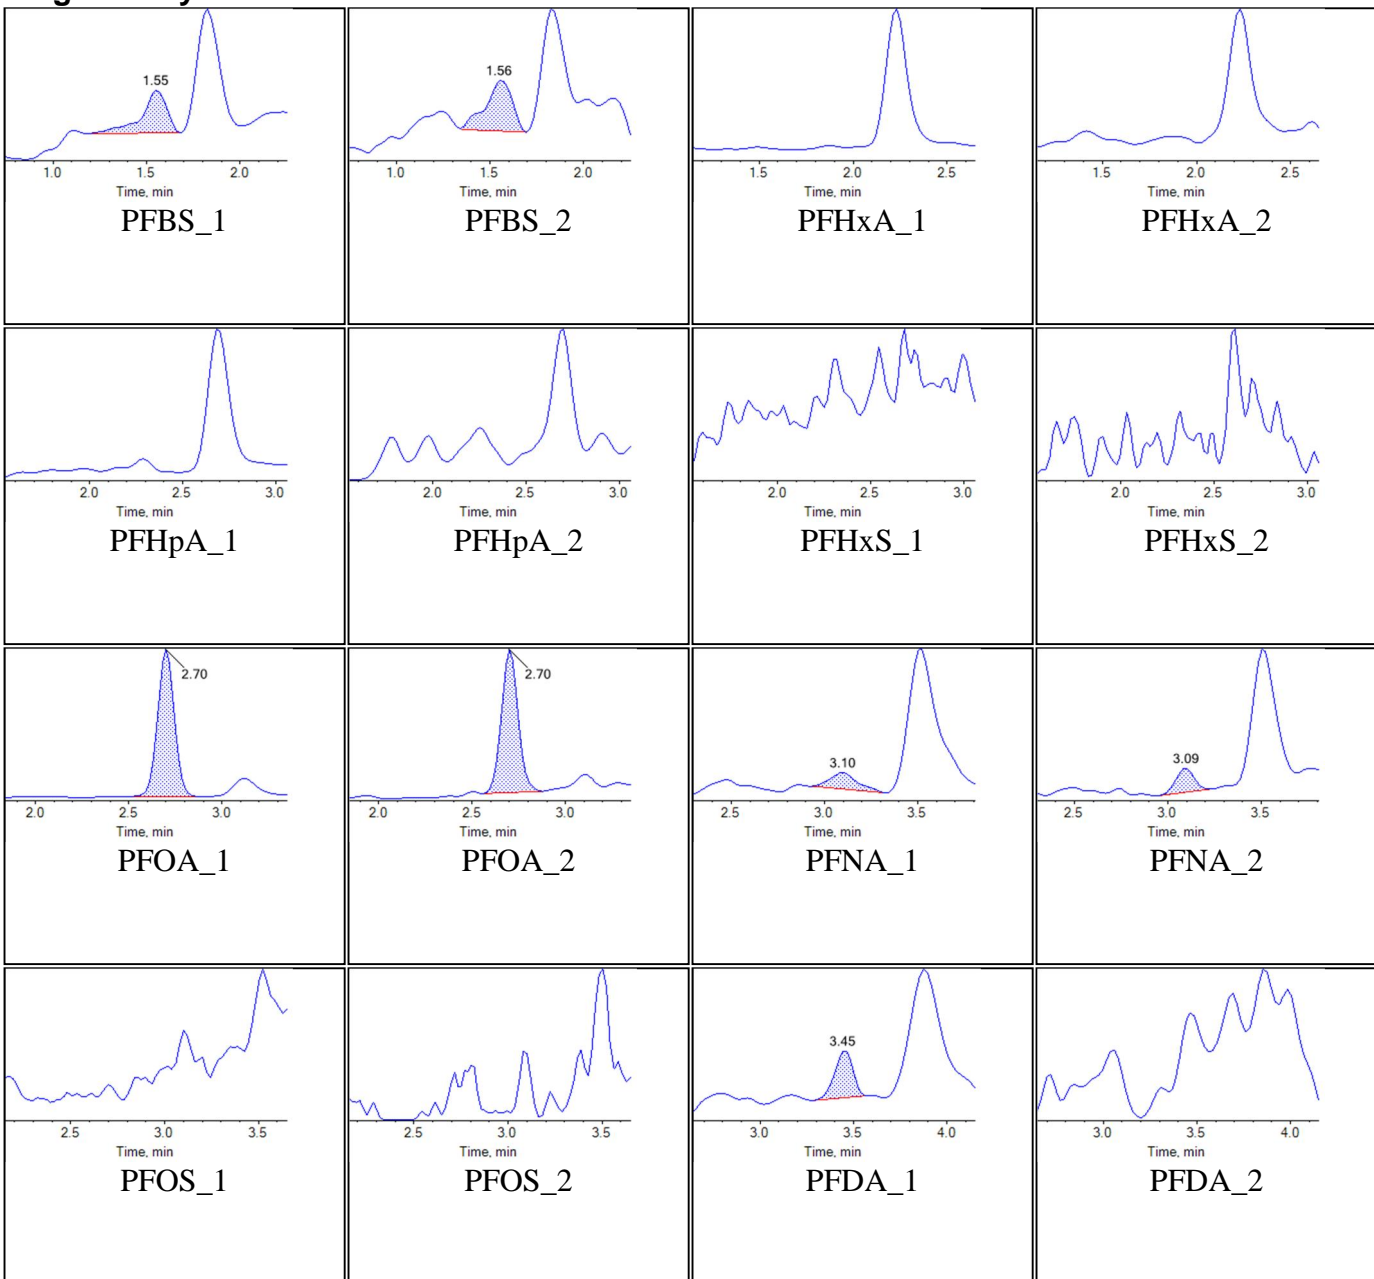 1.55 1.56
1.0 1.5 2.0 1.0 1.5 2.0 1.5 2.0 2.5 1.5 2.0 2.5
Time, min Time, min Time, min Time, min
PFBS_1 PFBS_2 PFHxA_1 PFHxA_2
2.0 2.5 3.0 2.0 2.5 3.0 2.0 2.5 3.0 2.0 2.5 3.0
Time, min Time, min Time, min Time, min
PFHpA_1 PFHpA_2 PFHxS_1 PFHxS_2
2.70 2.70 3.10 3.09
2.0 2.5 3.0 2.0 2.5 3.0 2.5 3.0 3.5 2.5 3.0 3.5
Time, min Time, min Time, min Time, min
PFOA_1 PFOA_2 PFNA_1 PFNA_2
3.45
2.5 3.0 3.5 2.5 3.0 3.5 3.0 3.5 4.0 3.0 3.5 4.0
Time, min Time, min Time, min Time, min
PFOS_1 PFOS_2 PFDA_1 PFDA_2